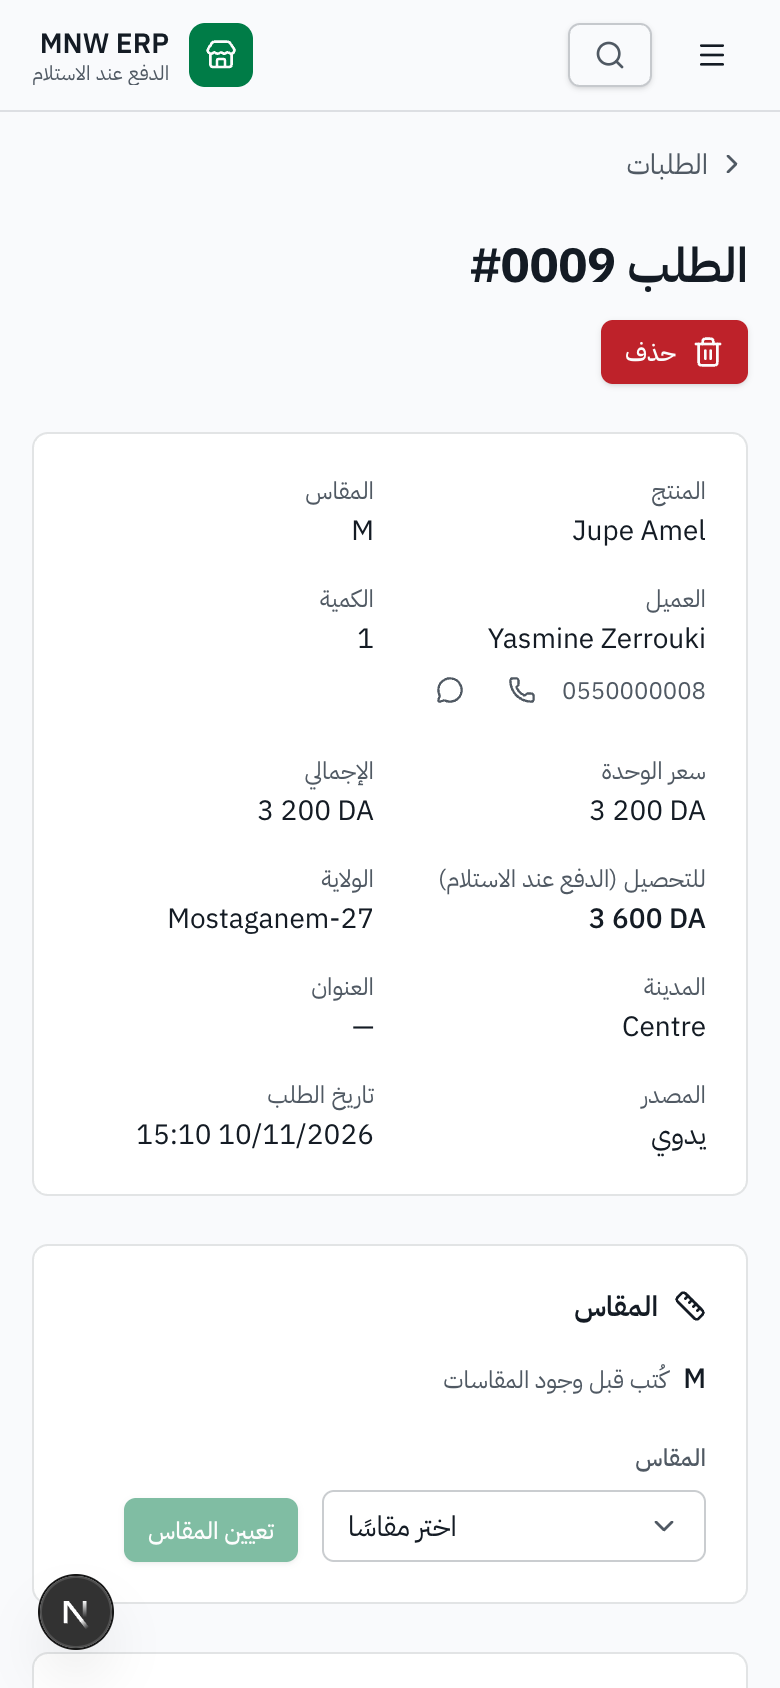 MNW ERP
الدفع عند الاستلام
الطلبات
الطلب 0009#
حذف
المنتج
Jupe Amel
المقاس
M
العميل
Yasmine Zerrouki
0550000008
الكمية
1
سعر الوحدة
3 200 DA
الإجمالي
3 200 DA
للتحصيل (الدفع عند الاستلام)
3 600 DA
الولاية
27-Mostaganem
المدينة
Centre
العنوان
—
المصدر
يدوي
تاريخ الطلب
10/11/2026 15:10
المقاس
M كُتب قبل وجود المقاسات
المقاس
اختر مقاسًا
تعيين المقاس
N